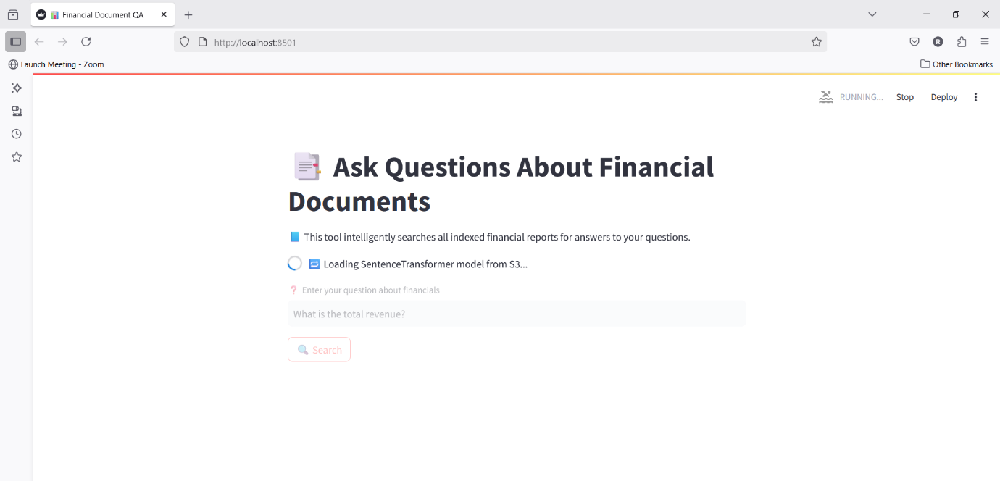 Financial Document QA
http://localhost:8501
Launch Meeting - Zoom
Other Bookmarks
RUNNING...
Stop
Deploy
Ask Questions About Financial
Documents
This tool intelligently searches all indexed financial reports for answers to your questions.
Loading SentenceTransformer model from S3...
❓ Enter your question about financials
What is the total revenue?
Search
R